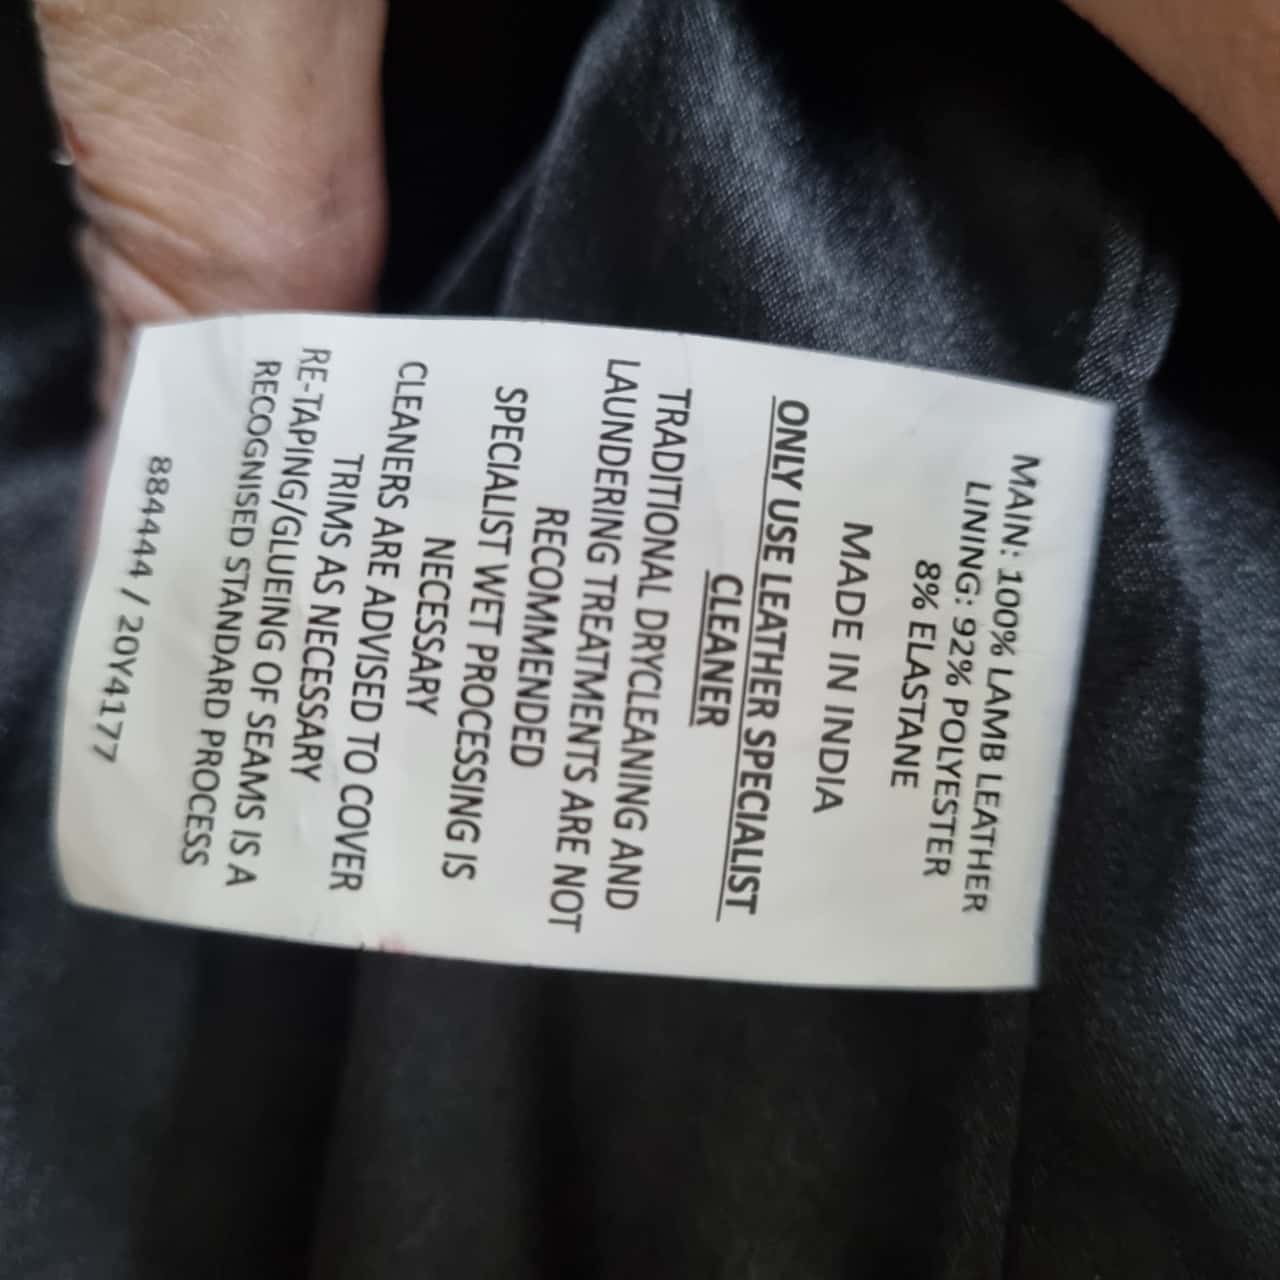 MAIN: 100% LAMB LEATHER
LINING: 92% POLYESTER
8% ELASTANE
MADE IN INDIA
ONLY USE LEATHER SPECIALIST
CLEANER
TRADITIONAL DRYCLEANING AND
LAUNDERING TREATMENTS ARE NOT
RECOMMENDED
SPECIALIST WET PROCESSING IS
NECESSARY
CLEANERS ARE ADVISED TO COVER
TRIMS AS NECESSARY
RE-TAPING/GLUEING OF SEAMS IS A
RECOGNISED STANDARD PROCESS
884444 / 20Y4177